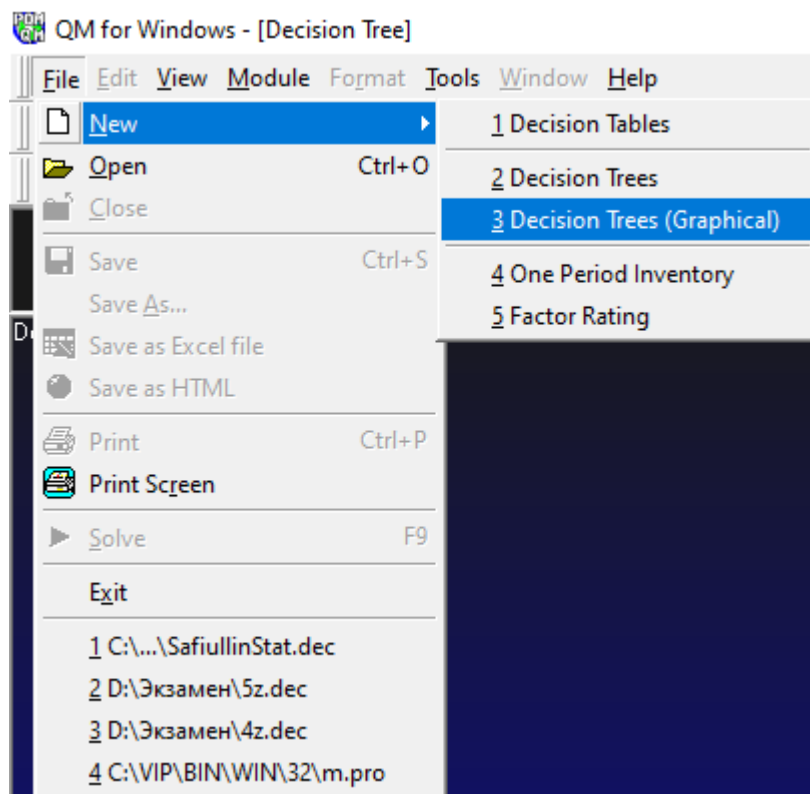 QM for Windows - [Decision Tree]
File Edit View Module Format Tools Window Help
New
1 Decision Tables
Open Ctrl+O
2 Decision Trees
Close
3 Decision Trees (Graphical)
Save Ctrl+S
4 One Period Inventory
Save As...
5 Factor Rating
Save as Excel file
Save as HTML
Print Ctrl+P
Print Screen
Solve F9
Exit
1 C:\...\SafiullinStat.dec
2 D:\Экзамен\5z.dec
3 D:\Экзамен\4z.dec
4 C:\VIP\BIN\WIN\32\m.pro